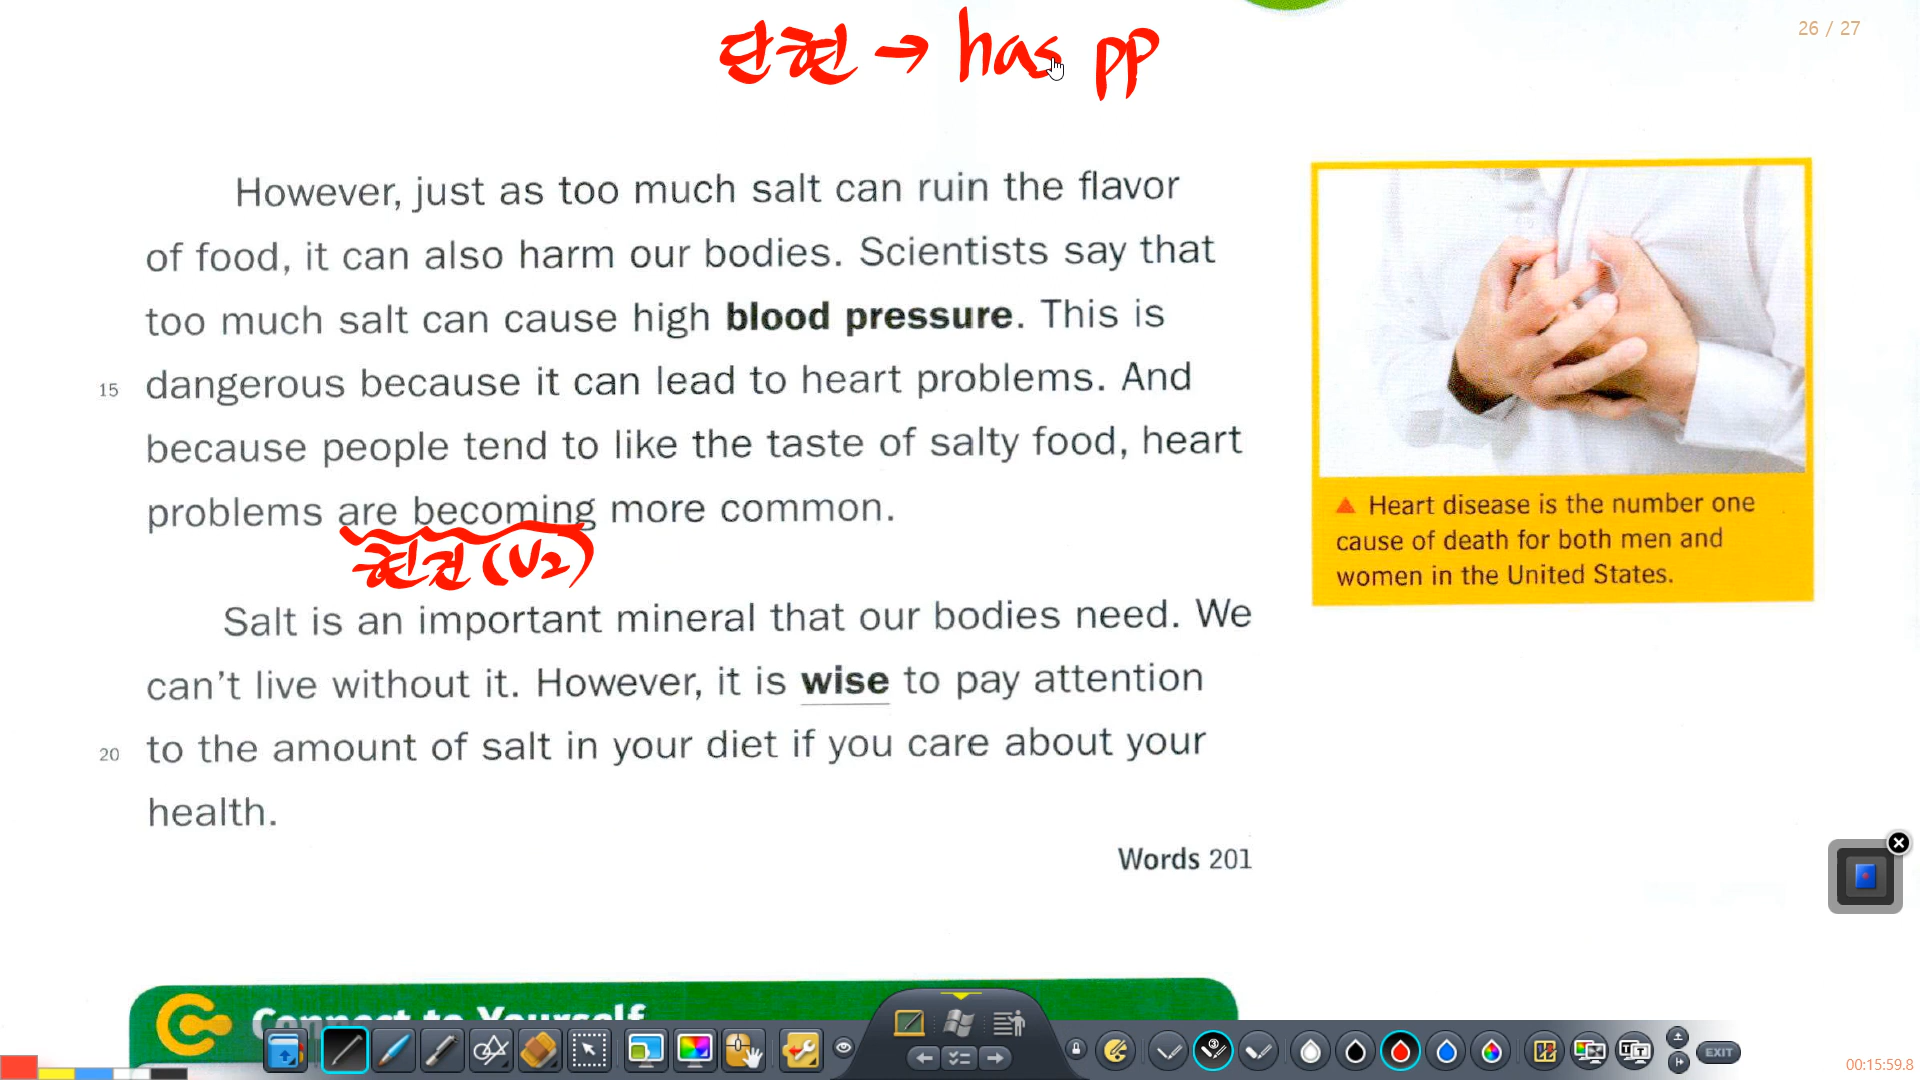 26 / 27
단현 → has pp
However, just as too much salt can ruin the flavor
of food, it can also harm our bodies. Scientists say that
too much salt can cause high blood pressure. This is
15 dangerous because it can lead to heart problems. And
because people tend to like the taste of salty food, heart
problems are becoming more common.
▲ Heart disease is the number one
cause of death for both men and
women in the United States.
Salt is an important mineral that our bodies need. We
can't live without it. However, it is wise to pay attention
20 to the amount of salt in your diet if you care about your
health.
Words 201
Connect to Yourself
EXIT
00:15:59.8